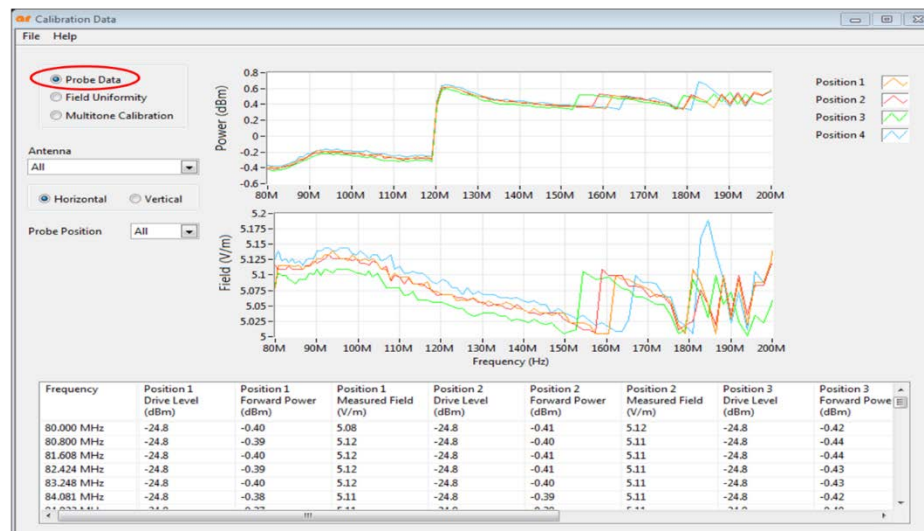 ar Calibration Data
File Help
Probe Data
Field Uniformity
Multitone Calibration
Antenna
All
Horizontal Vertical
Probe Position All
Power (dBm)
0.8
0.6
0.4
0.2
0
-0.2
-0.4
-0.6
80M 90M 100M 110M 120M 130M 140M 150M 160M 170M 180M 190M 200M
Position 1
Position 2
Position 3
Position 4
Field (V/m)
5.2
5.175
5.15
5.125
5.1
5.075
5.05
5.025
5
80M 90M 100M 110M 120M 130M 140M 150M 160M 170M 180M 190M 200M
Frequency (Hz)
Frequency Position 1 Position 1 Position 1 Position 2 Position 2 Position 2 Position 3 Position 3
Drive Level Forward Power Measured Field Drive Level Forward Power Measured Field Drive Level Forward Powe
(dBm) (dBm) (V/m) (dBm) (dBm) (V/m) (dBm) (dBm)
80.000 MHz -24.8 -0.40 5.08 -24.8 -0.41 5.12 -24.8 -0.42
80.800 MHz -24.8 -0.39 5.12 -24.8 -0.40 5.11 -24.8 -0.44
81.608 MHz -24.8 -0.40 5.12 -24.8 -0.41 5.11 -24.8 -0.44
82.424 MHz -24.8 -0.39 5.12 -24.8 -0.41 5.11 -24.8 -0.43
83.248 MHz -24.8 -0.40 5.12 -24.8 -0.40 5.11 -24.8 -0.43
84.081 MHz -24.8 -0.38 5.11 -24.8 -0.39 5.11 -24.8 -0.42